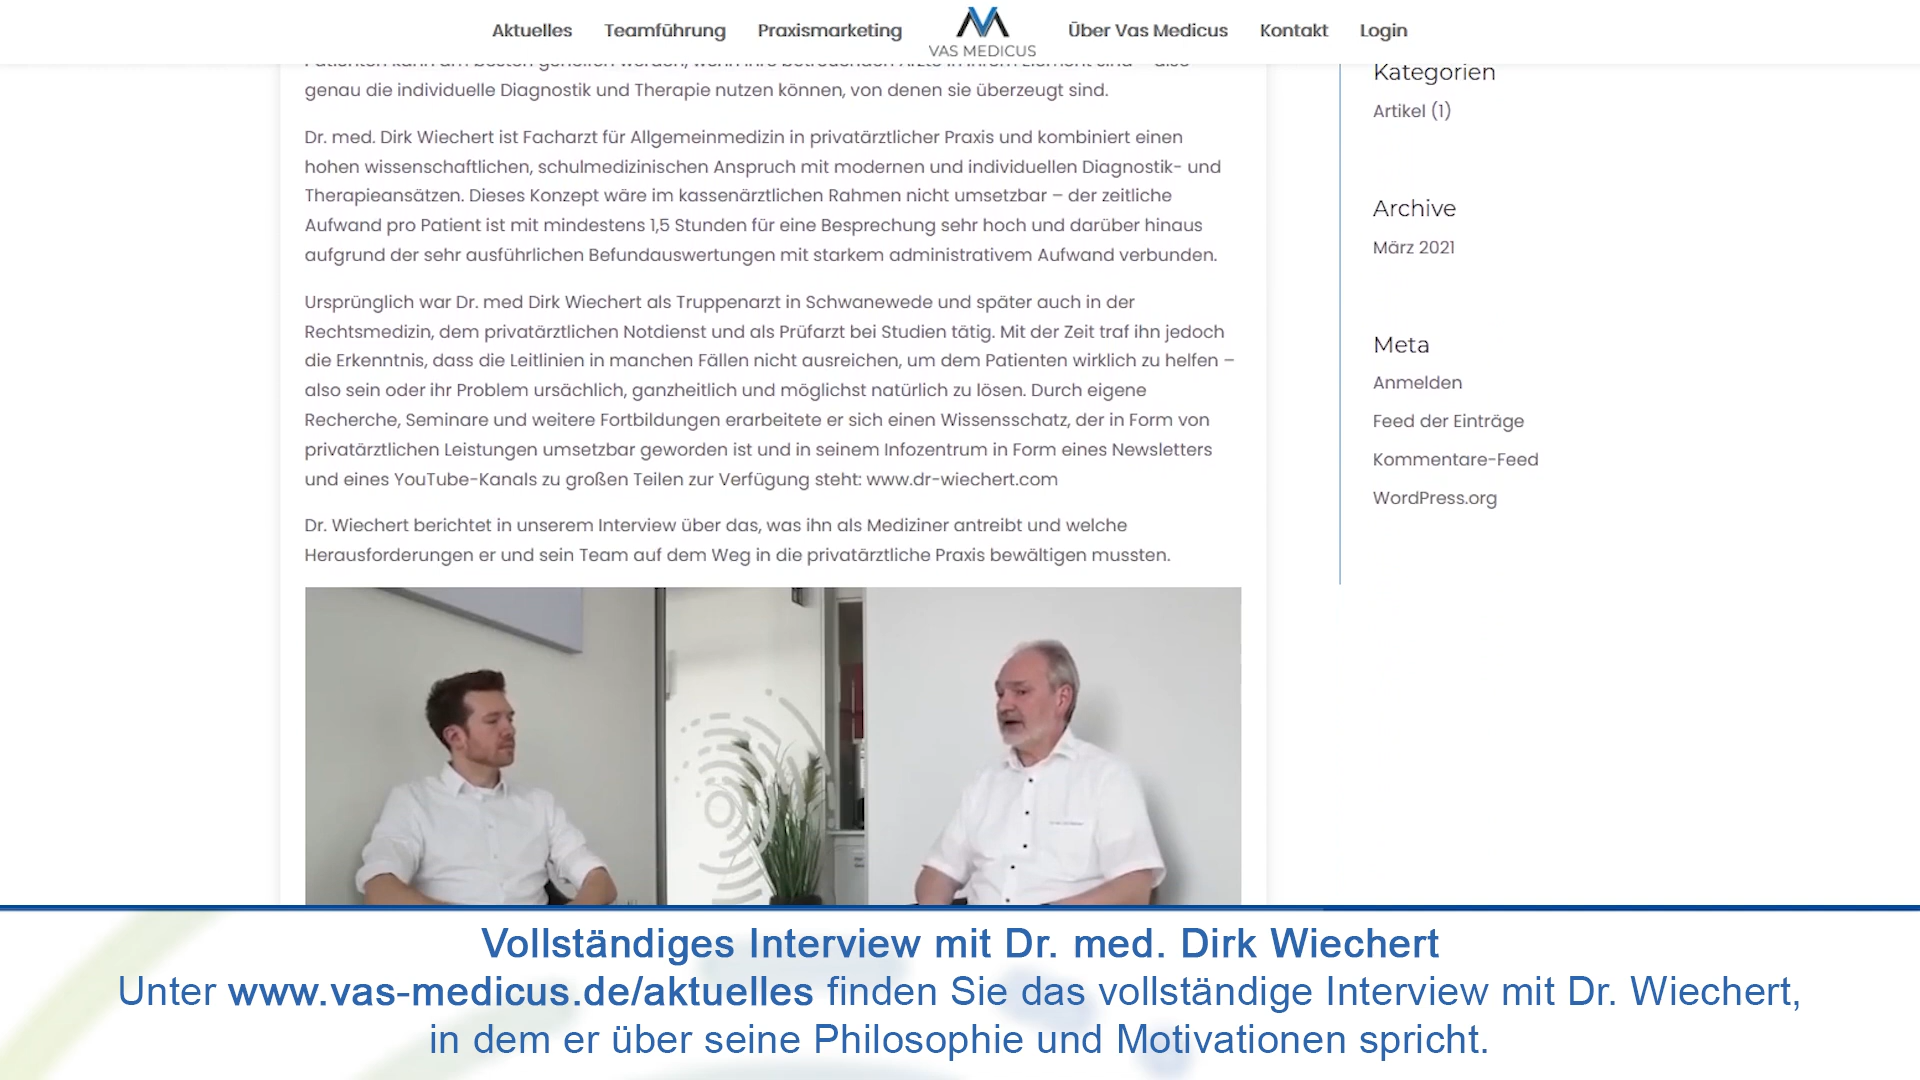 Aktuelles Teamführung Praxismarketing VAS MEDICUS Über Vas Medicus Kontakt Login
genau die individuelle Diagnostik und Therapie nutzen können, von denen sie überzeugt sind.
Dr. med. Dirk Wiechert ist Facharzt für Allgemeinmedizin in privatärztlicher Praxis und kombiniert einen
hohen wissenschaftlichen, schulmedizinischen Anspruch mit modernen und individuellen Diagnostik- und
Therapieansätzen. Dieses Konzept wäre im kassenärztlichen Rahmen nicht umsetzbar – der zeitliche
Aufwand pro Patient ist mit mindestens 1,5 Stunden für eine Besprechung sehr hoch und darüber hinaus
aufgrund der sehr ausführlichen Befundauswertungen mit starkem administrativem Aufwand verbunden.
Ursprünglich war Dr. med Dirk Wiechert als Truppenarzt in Schwanewede und später auch in der
Rechtsmedizin, dem privatärztlichen Notdienst und als Prüfarzt bei Studien tätig. Mit der Zeit traf ihn jedoch
die Erkenntnis, dass die Leitlinien in manchen Fällen nicht ausreichen, um dem Patienten wirklich zu helfen –
also sein oder ihr Problem ursächlich, ganzheitlich und möglichst natürlich zu lösen. Durch eigene
Recherche, Seminare und weitere Fortbildungen erarbeitete er sich einen Wissensschatz, der in Form von
privatärztlichen Leistungen umsetzbar geworden ist und in seinem Infozentrum in Form eines Newsletters
und eines YouTube-Kanals zu großen Teilen zur Verfügung steht: www.dr-wiechert.com
Dr. Wiechert berichtet in unserem Interview über das, was ihn als Mediziner antreibt und welche
Herausforderungen er und sein Team auf dem Weg in die privatärztliche Praxis bewältigen mussten.
Kategorien
Artikel (1)
Archive
März 2021
Meta
Anmelden
Feed der Einträge
Kommentare-Feed
WordPress.org
Vollständiges Interview mit Dr. med. Dirk Wiechert
Unter www.vas-medicus.de/aktuelles finden Sie das vollständige Interview mit Dr. Wiechert,
in dem er über seine Philosophie und Motivationen spricht.